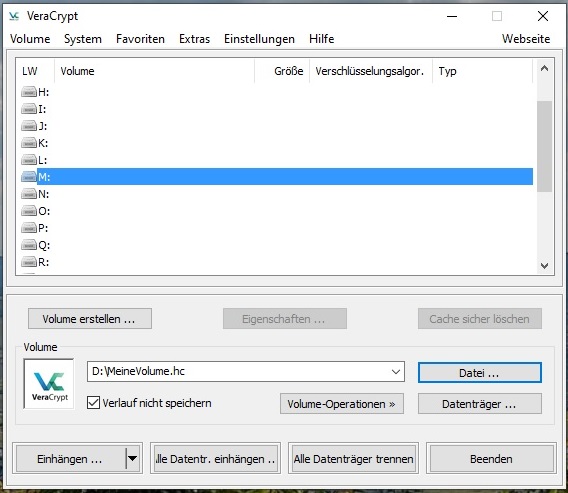 VeraCrypt
Volume System Favoriten Extras Einstellungen Hilfe Webseite
LW Volume Größe Verschlüsselungsalgor. Typ
H:
I:
J:
K:
L:
M:
N:
O:
P:
Q:
R:
Volume erstellen ... Eigenschaften ... Cache sicher löschen
Volume
D:\MeineVolume.hc Datei ...
VeraCrypt
Verlauf nicht speichern Volume-Operationen » Datenträger ...
Einhängen ... lle Datentr. einhängen .. Alle Datenträger trennen Beenden